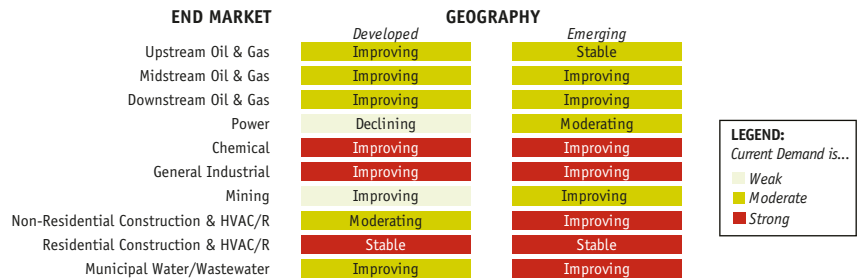 END MARKET GEOGRAPHY
Developed Emerging
Upstream Oil & Gas Improving Stable
Midstream Oil & Gas Improving Improving
Downstream Oil & Gas Improving Improving
Power Declining Moderating
Chemical Improving Improving
General Industrial Improving Improving
Mining Improving Improving
Non-Residential Construction & HVAC/R Moderating Improving
Residential Construction & HVAC/R Stable Stable
Municipal Water/Wastewater Improving Improving
LEGEND:
Current Demand is...
Weak
Moderate
Strong